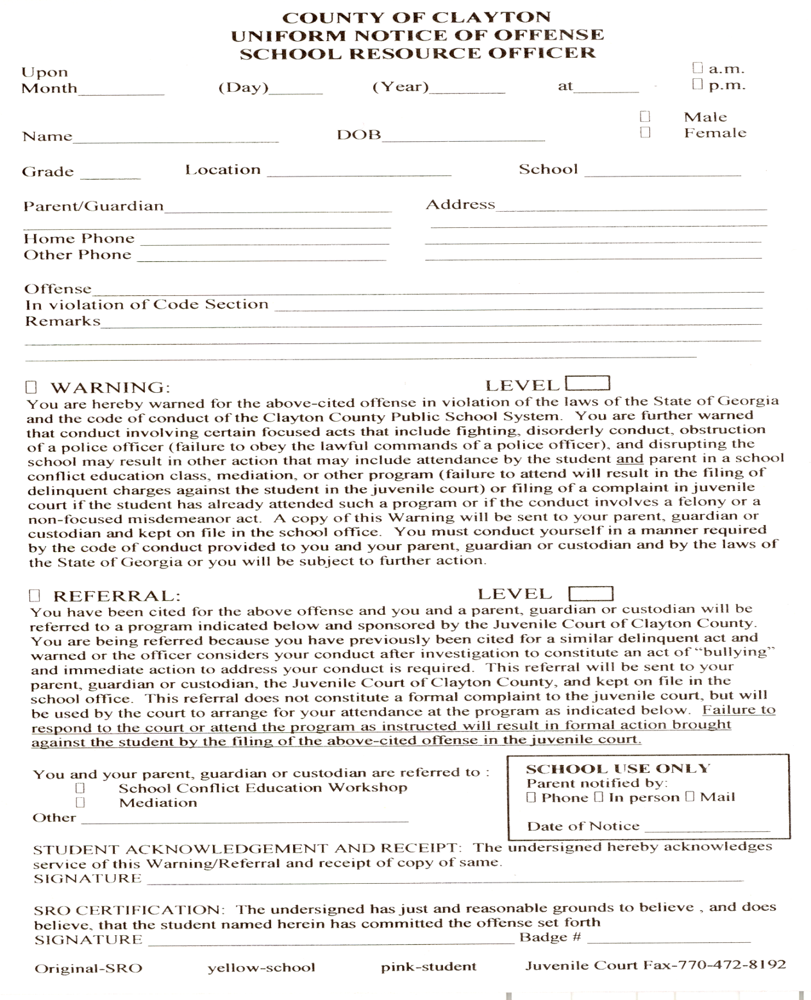 COUNTY OF CLAYTON
UNIFORM NOTICE OF OFFENSE
SCHOOL RESOURCE OFFICER
Upon ☐ a.m.
Month__________ (Day)______ (Year)_________ at________ ☐ p.m.
☐ Male
Name________________________ DOB___________________ ☐ Female
Grade _______ Location _____________________ School __________________
Parent/Guardian__________________________ Address_______________________________
Home Phone ____________________________
Other Phone ____________________________
Offense______________________________________________________________
In violation of Code Section ______________________________________________
Remarks____________________________________________________________
☐ WARNING: LEVEL
You are hereby warned for the above-cited offense in violation of the laws of the State of Georgia
and the code of conduct of the Clayton County Public School System. You are further warned
that conduct involving certain focused acts that include fighting, disorderly conduct, obstruction
of a police officer (failure to obey the lawful commands of a police officer), and disrupting the
school may result in other action that may include attendance by the student and parent in a school
conflict education class, mediation, or other program (failure to attend will result in the filing of
delinquent charges against the student in the juvenile court) or filing of a complaint in juvenile
court if the student has already attended such a program or if the conduct involves a felony or a
non-focused misdemeanor act. A copy of this Warning will be sent to your parent, guardian or
custodian and kept on file in the school office. You must conduct yourself in a manner required
by the code of conduct provided to you and your parent, guardian or custodian and by the laws of
the State of Georgia or you will be subject to further action.
☐ REFERRAL: LEVEL
You have been cited for the above offense and you and a parent, guardian or custodian will be
referred to a program indicated below and sponsored by the Juvenile Court of Clayton County.
You are being referred because you have previously been cited for a similar delinquent act and
warned or the officer considers your conduct after investigation to constitute an act of “bullying”
and immediate action to address your conduct is required. This referral will be sent to your
parent, guardian or custodian, the Juvenile Court of Clayton County, and kept on file in the
school office. This referral does not constitute a formal complaint to the juvenile court, but will
be used by the court to arrange for your attendance at the program as indicated below. Failure to
respond to the court or attend the program as instructed will result in formal action brought
against the student by the filing of the above-cited offense in the juvenile court.
You and your parent, guardian or custodian are referred to :
☐ School Conflict Education Workshop
☐ Mediation
Other ______________________________________
SCHOOL USE ONLY
Parent notified by:
☐ Phone ☐ In person ☐ Mail
Date of Notice _______________
STUDENT ACKNOWLEDGEMENT AND RECEIPT: The undersigned hereby acknowledges
service of this Warning/Referral and receipt of copy of same.
SIGNATURE ____________________________________________________
SRO CERTIFICATION: The undersigned has just and reasonable grounds to believe , and does
believe, that the student named herein has committed the offense set forth
SIGNATURE ________________________________ Badge # ___________________
Original-SRO yellow-school pink-student Juvenile Court Fax-770-472-8192